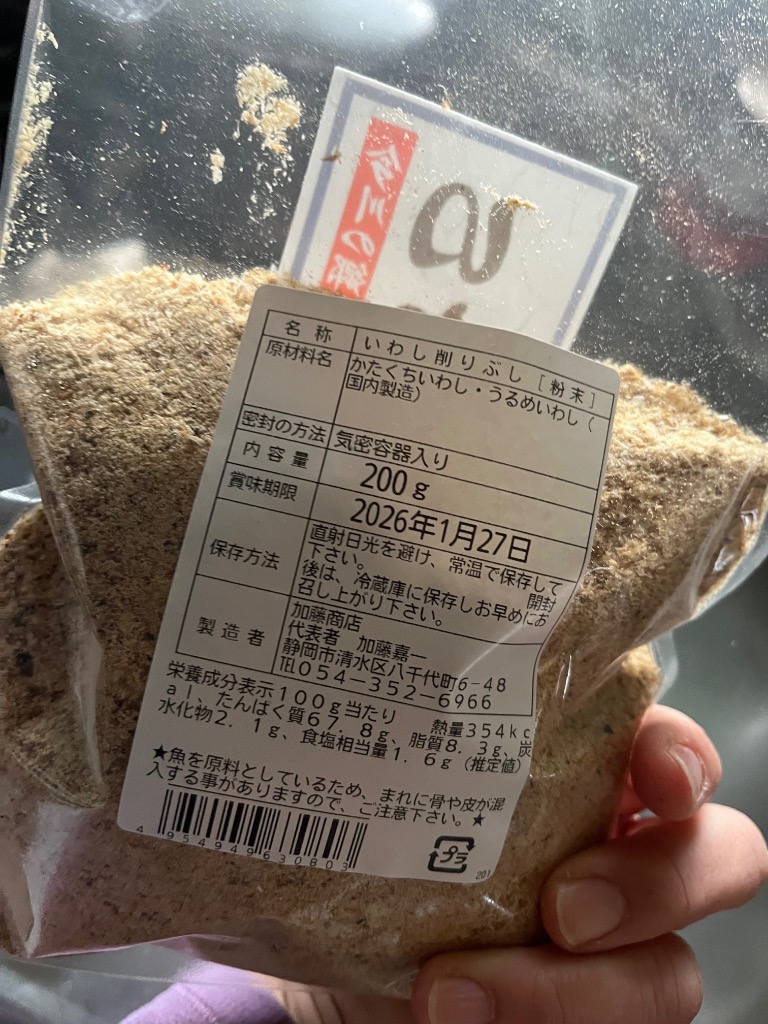 今川の郷
い
名称 いわし削りぶし［粉末］
原材料名 かたくちいわし・うるめいわし（
国内製造）
密封の方法 気密容器入り
内容量 200g
賞味期限 2026年1月27日
保存方法 直射日光を避け、常温で保存して
下さい。 開封
後は、冷蔵庫に保存しお早めにお
召し上がり下さい。
製造者 加藤商店
代表者 加藤嘉一
静岡市清水区八千代町6-48
℡054-352-6966
栄養成分表示100g当たり 熱量354kc
al、たんぱく質67.8g、脂質8.3g、炭
水化物2.1g、食塩相当量1.6g（推定値）
★魚を原料としているため、まれに骨や皮が混
入する事がありますので、ご注意下さい。★
4954949630803
プラ
201